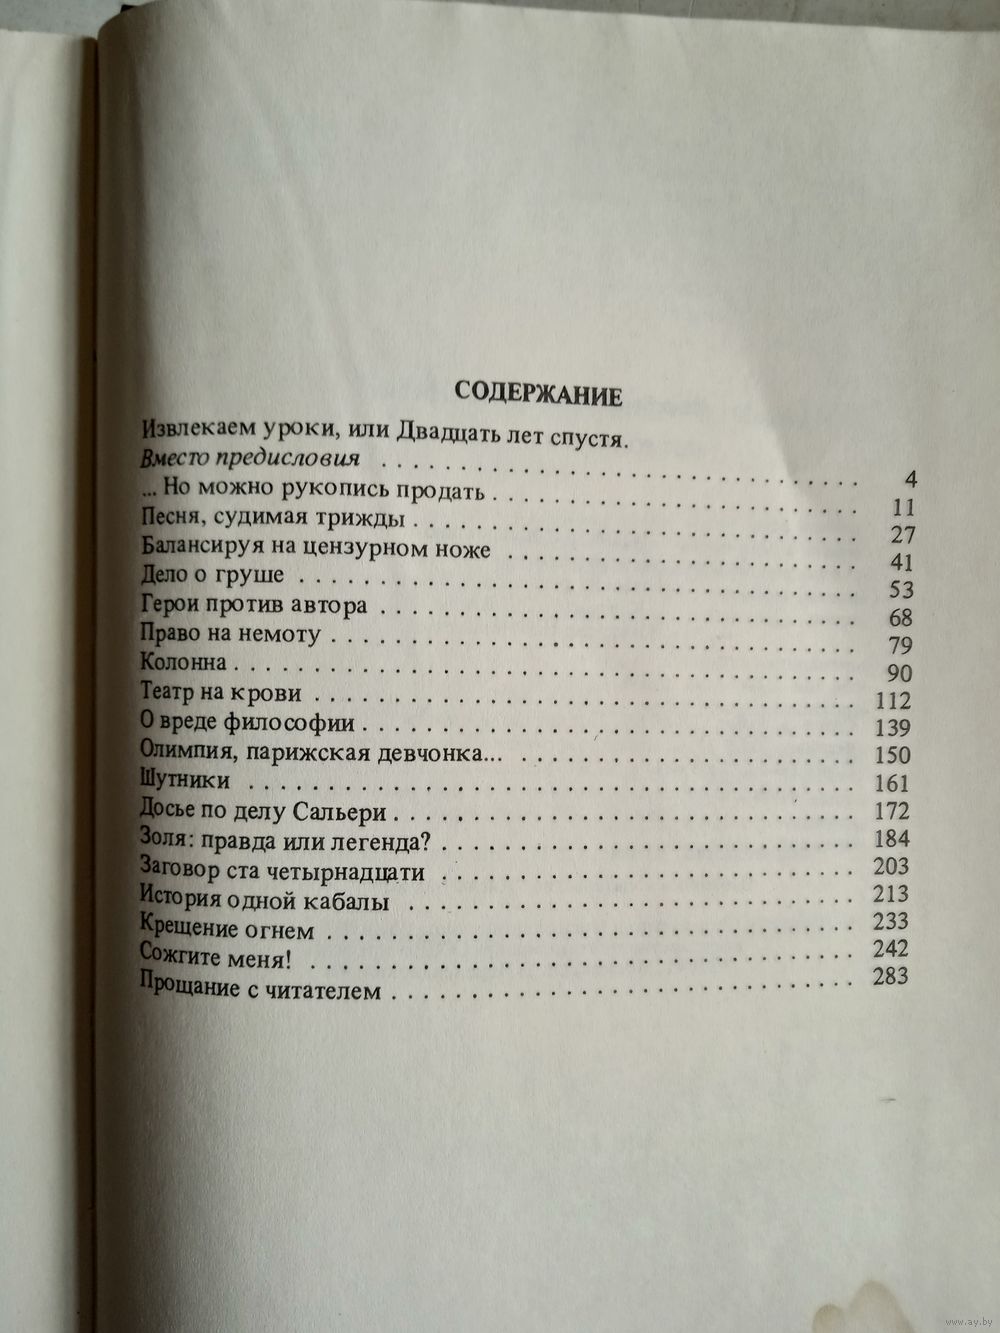 СОДЕРЖАНИЕ
Извлекаем уроки, или Двадцать лет спустя.
Вместо предисловия . . . . . . . . . . . . . . . . . . . . 4
... Но можно рукопись продать . . . . . . . . . . . . . . . . . . . . 11
Песня, судимая трижды . . . . . . . . . . . . . . . . . . . . 27
Балансируя на цензурном ноже . . . . . . . . . . . . . . . . . . . . 41
Дело о груше . . . . . . . . . . . . . . . . . . . . 53
Герои против автора . . . . . . . . . . . . . . . . . . . . 68
Право на немоту . . . . . . . . . . . . . . . . . . . . 79
Колонна . . . . . . . . . . . . . . . . . . . . 90
Театр на крови . . . . . . . . . . . . . . . . . . . . 112
О вреде философии . . . . . . . . . . . . . . . . . . . . 139
Олимпия, парижская девчонка... . . . . . . . . . . . . . . . . . . . . 150
Шутники . . . . . . . . . . . . . . . . . . . . 161
Досье по делу Сальери . . . . . . . . . . . . . . . . . . . . 172
Золя: правда или легенда? . . . . . . . . . . . . . . . . . . . . 184
Заговор ста четырнадцати . . . . . . . . . . . . . . . . . . . . 203
История одной кабалы . . . . . . . . . . . . . . . . . . . . 213
Крещение огнем . . . . . . . . . . . . . . . . . . . . 233
Сожгите меня! . . . . . . . . . . . . . . . . . . . . 242
Прощание с читателем . . . . . . . . . . . . . . . . . . . . 283
www.ay.by